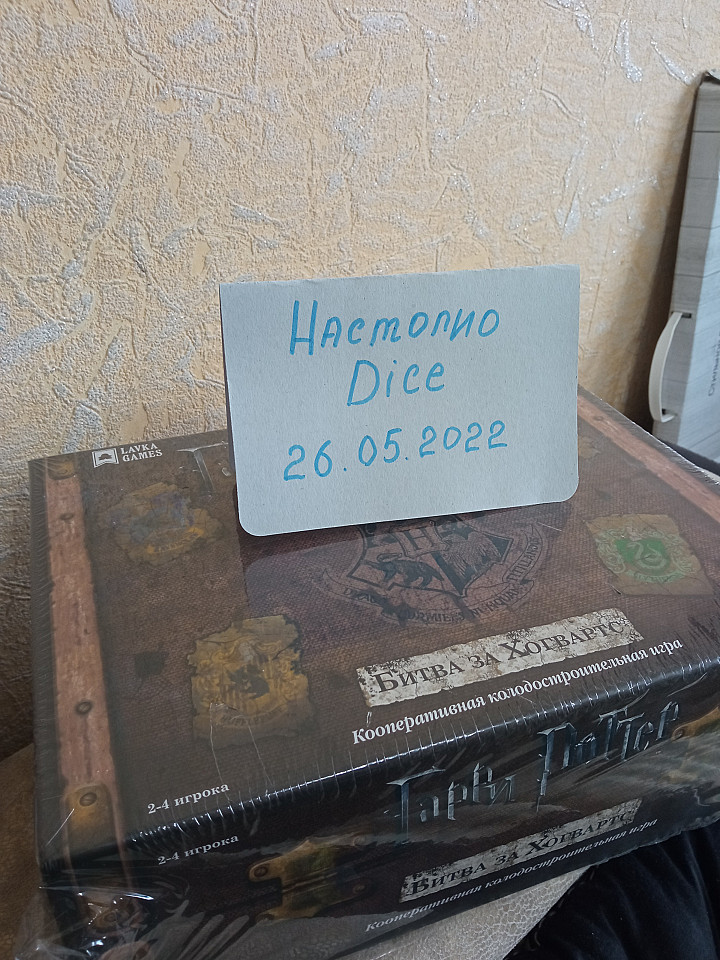 Настолио
Dice
26.05.2022
LAVKA
GAMES
Битва за Хогвартс
Кооперативная колодостроительная игра
2-4 игрока
Гарри Поттер
2-4 игрока
Битва за Хогвартс
Кооперативная колодостроительная игра